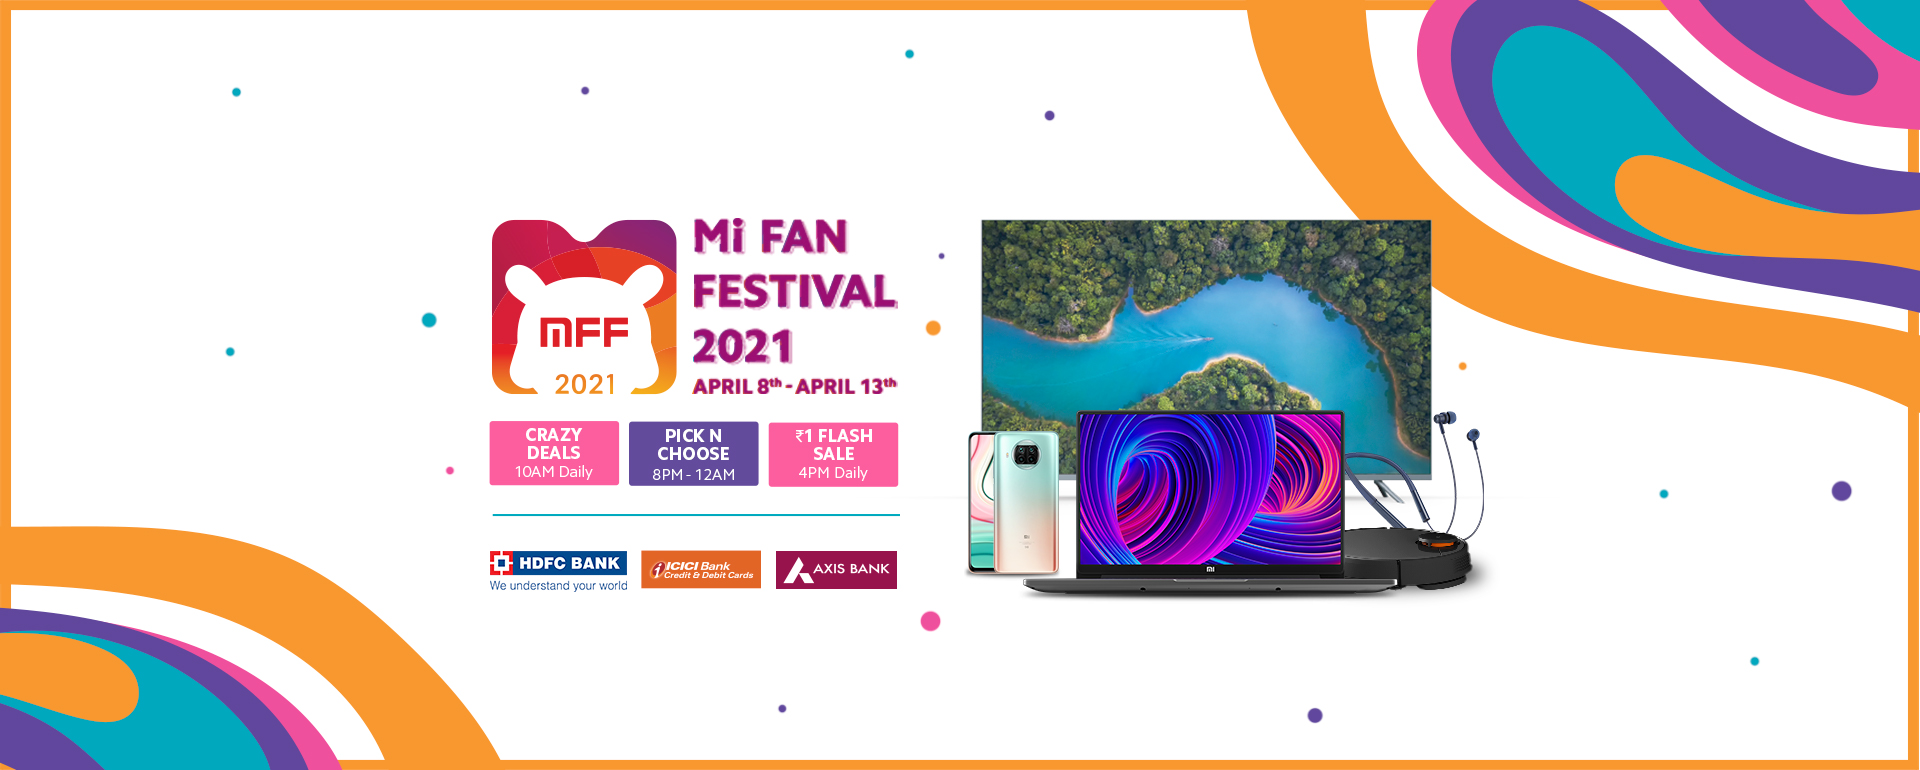 MFF
2021
Mi FAN
FESTIVAL
2021
APRIL 8th - APRIL 13th
CRAZY
DEALS
10AM Daily
PICK N
CHOOSE
8PM - 12AM
₹1 FLASH
SALE
4PM Daily
HDFC BANK
We understand your world
ICICI Bank
Credit & Debit Cards
AXIS BANK
MI